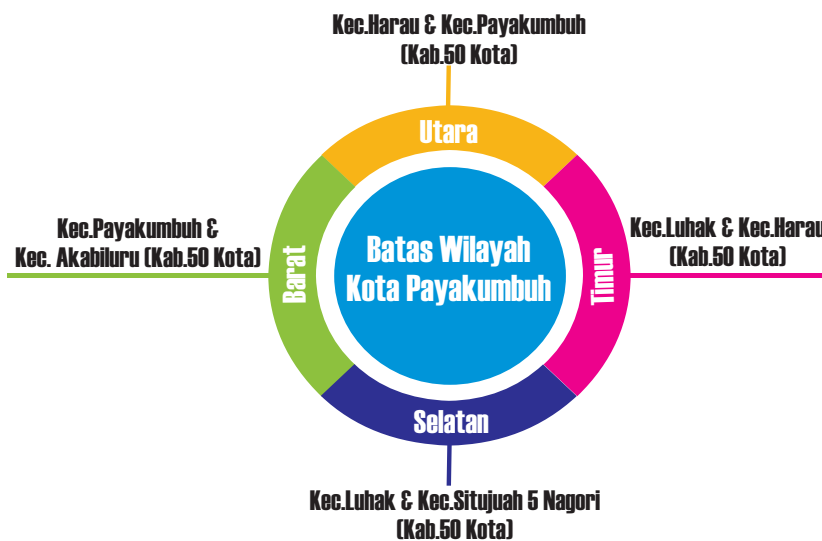 Kec.Harau & Kec.Payakumbuh
(Kab.50 Kota)
Utara
Kec.Payakumbuh &
Kec. Akabiluru (Kab.50 Kota)
Barat
Batas Wilayah
Kota Payakumbuh
Timur
Kec.Luhak & Kec.Harau
(Kab.50 Kota)
Selatan
Kec.Luhak & Kec.Situjuah 5 Nagori
(Kab.50 Kota)